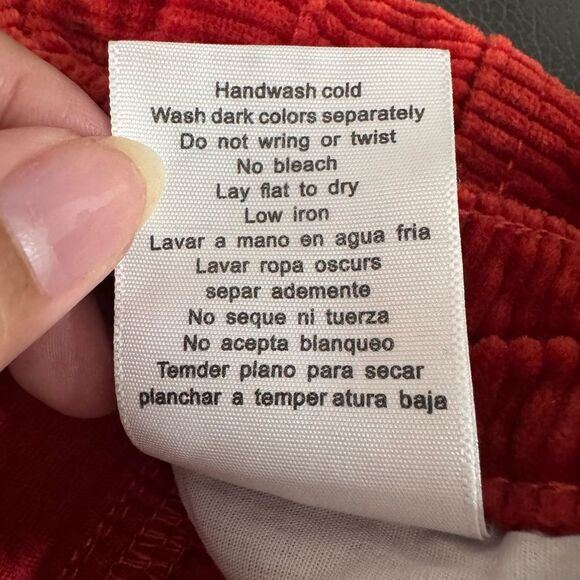 Handwash cold
Wash dark colors separately
Do not wring or twist
No bleach
Lay flat to dry
Low iron
Lavar a mano en agua fria
Lavar ropa oscurs
separ ademente
No seque ni tuerza
No acepta blanqueo
Temder plano para secar
planchar a temper atura baja